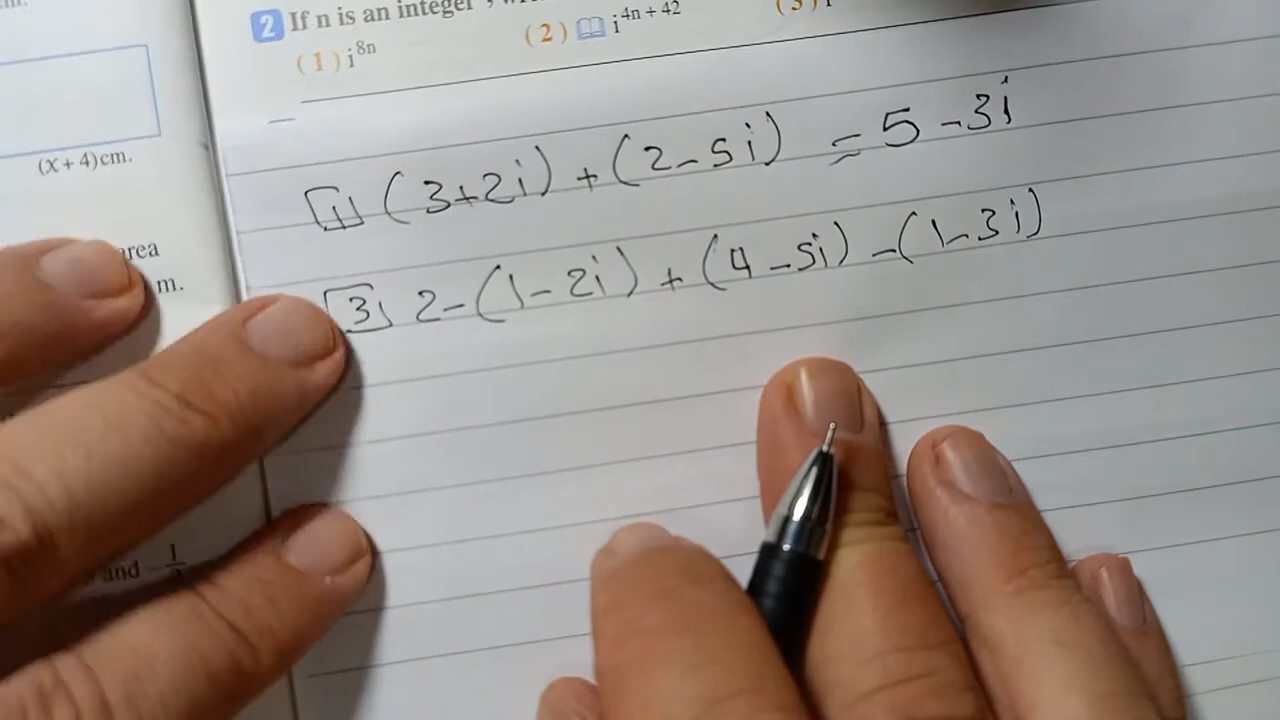 2 If n is an integer
(1) i^8n (2) i^4n + 42 (3) i
(x + 4) cm.
1 (3+2i) + (2-5i) = 5-3i
3 2-(1-2i) + (4-5i) -(1-3i)
m.
and